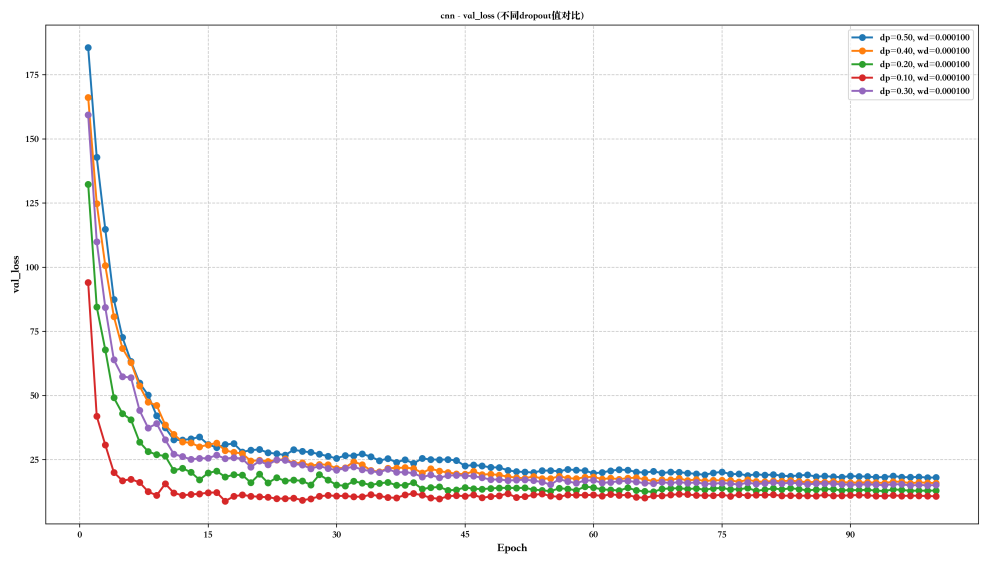 cnn - val_loss (不同dropout值对比)
dp=0.50, wd=0.000100
dp=0.40, wd=0.000100
dp=0.20, wd=0.000100
dp=0.10, wd=0.000100
dp=0.30, wd=0.000100
val_loss
175
150
125
100
75
50
25
0 15 30 45 60 75 90
Epoch